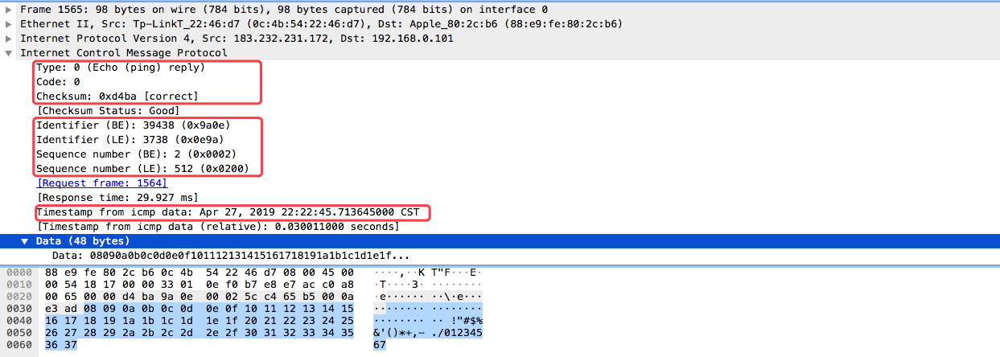 Frame 1565: 98 bytes on wire (784 bits), 98 bytes captured (784 bits) on interface 0
Ethernet II, Src: Tp-LinkT_22:46:d7 (0c:4b:54:22:46:d7), Dst: Apple_80:2c:b6 (88:e9:fe:80:2c:b6)
Internet Protocol Version 4, Src: 183.232.231.172, Dst: 192.168.0.101
Internet Control Message Protocol
Type: 0 (Echo (ping) reply)
Code: 0
Checksum: 0xd4ba [correct]
[Checksum Status: Good]
Identifier (BE): 39438 (0x9a0e)
Identifier (LE): 3738 (0x0e9a)
Sequence number (BE): 2 (0x0002)
Sequence number (LE): 512 (0x0200)
[Request frame: 1564]
[Response time: 29.927 ms]
Timestamp from icmp data: Apr 27, 2019 22:22:45.713645000 CST
[Timestamp from icmp data (relative): 0.030011000 seconds]
Data (48 bytes)
Data: 08090a0b0c0d0e0f101112131415161718191a1b1c1d1e1f...
0000 88 e9 fe 80 2c b6 0c 4b 54 22 46 d7 08 00 45 00 ····,··K T"F···E·
0010 00 54 18 17 00 00 33 01 0e f0 b7 e8 e7 ac c0 a8 ·T····3· ········
0020 00 65 00 00 d4 ba 9a 0e 00 02 5c c4 65 b5 00 0a ·e······ ··\·e···
0030 e3 ad 08 09 0a 0b 0c 0d 0e 0f 10 11 12 13 14 15 ········ ········
0040 16 17 18 19 1a 1b 1c 1d 1e 1f 20 21 22 23 24 25 ········ ·· !"#$%
0050 26 27 28 29 2a 2b 2c 2d 2e 2f 30 31 32 33 34 35 &'()*+,- ./012345
0060 36 37 67